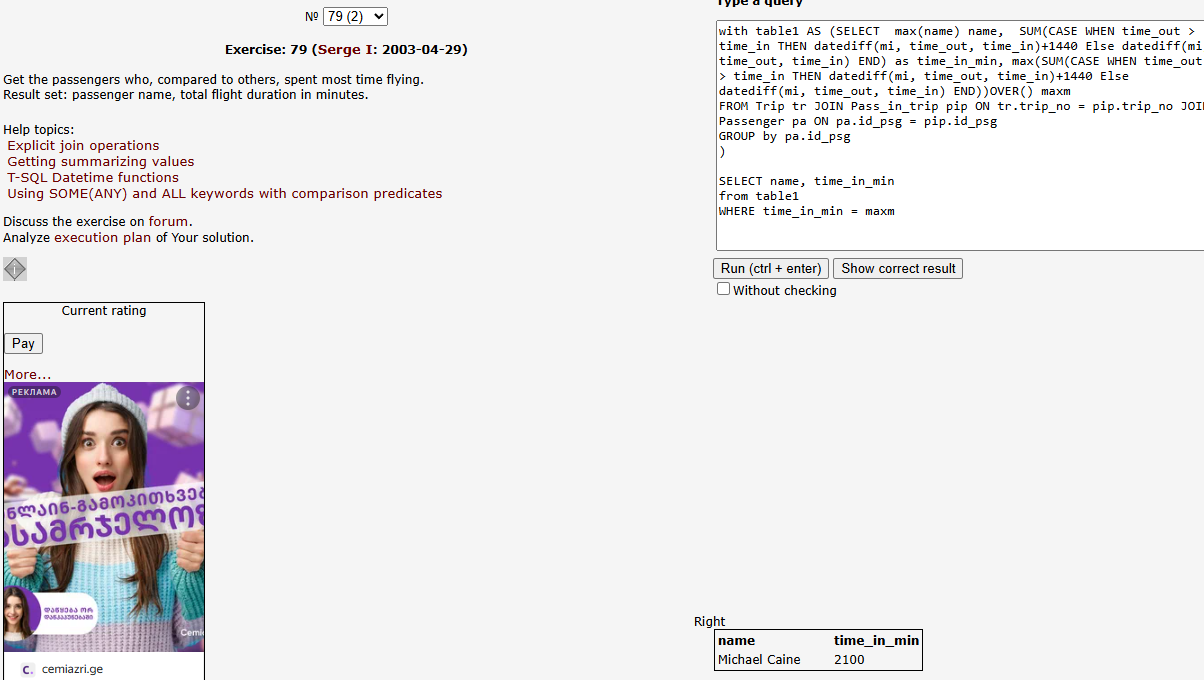 № 79 (2)
Exercise: 79 (Serge I: 2003-04-29)
Get the passengers who, compared to others, spent most time flying.
Result set: passenger name, total flight duration in minutes.
Help topics:
Explicit join operations
Getting summarizing values
T-SQL Datetime functions
Using SOME(ANY) and ALL keywords with comparison predicates
Discuss the exercise on forum.
Analyze execution plan of Your solution.
Current rating
Pay
More...
РЕКЛАМА
ნლაინ-გამოკითხვებ
ᲐᲡᲐᲛᲠᲯᲔᲚᲝᲖ
დაწყება ორ
დაწკაპუნებაში
Cemia
C. cemiazri.ge
Type a query
with table1 AS (SELECT  max(name) name,  SUM(CASE WHEN time_out >
time_in THEN datediff(mi, time_out, time_in)+1440 Else datediff(mi,
time_out, time_in) END) as time_in_min, max(SUM(CASE WHEN time_out
> time_in THEN datediff(mi, time_out, time_in)+1440 Else
datediff(mi, time_out, time_in) END))OVER() maxm
FROM Trip tr JOIN Pass_in_trip pip ON tr.trip_no = pip.trip_no JOI
Passenger pa ON pa.id_psg = pip.id_psg
GROUP by pa.id_psg
)
SELECT name, time_in_min
from table1
WHERE time_in_min = maxm
Run (ctrl + enter) Show correct result
Without checking
Right
name time_in_min
Michael Caine 2100